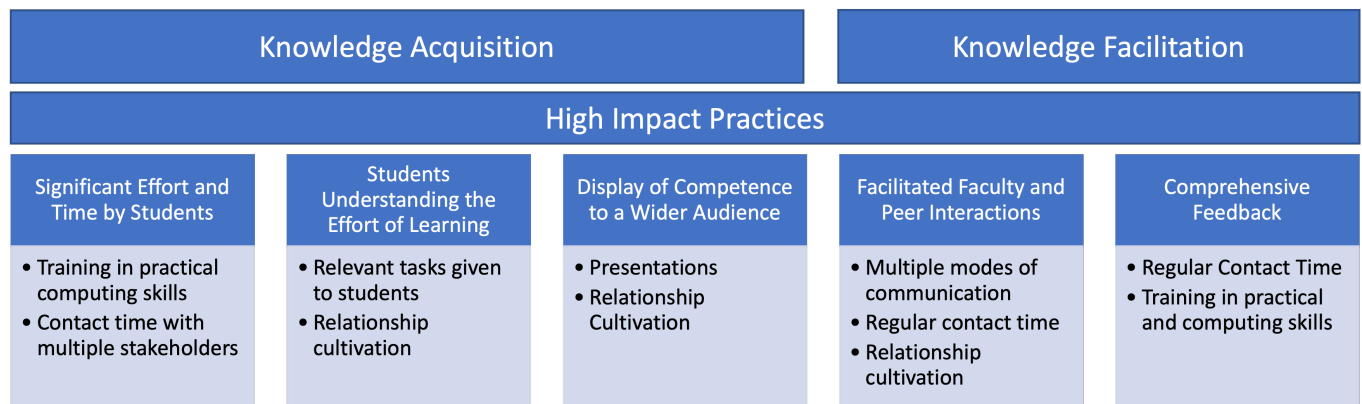 Knowledge Acquisition
Knowledge Facilitation
High Impact Practices
Significant Effort and
Time by Students
• Training in practical
computing skills
• Contact time with
multiple stakeholders
Students
Understanding the
Effort of Learning
• Relevant tasks given
to students
• Relationship
cultivation
Display of Competence
to a Wider Audience
• Presentations
• Relationship
Cultivation
Facilitated Faculty and
Peer Interactions
• Multiple modes of
communication
• Regular contact time
• Relationship
cultivation
Comprehensive
Feedback
• Regular Contact Time
• Training in practical
and computing skills